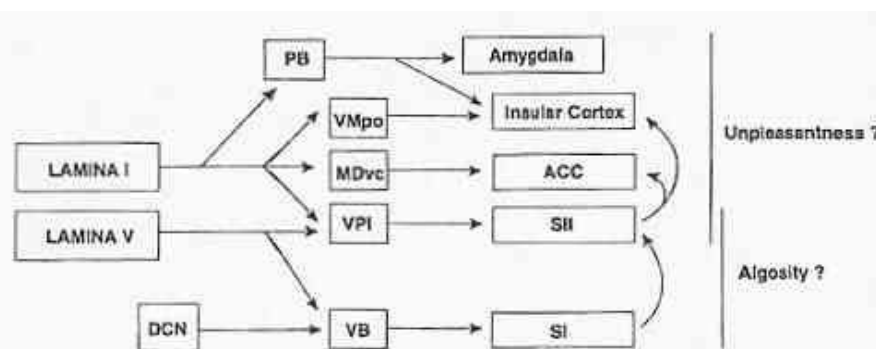 PB
Amygdala
VMpo
Insular Cortex
Unpleasantness ?
LAMINA I
MDvc
ACC
LAMINA V
VPI
SII
Algosity ?
DCN
VB
SI